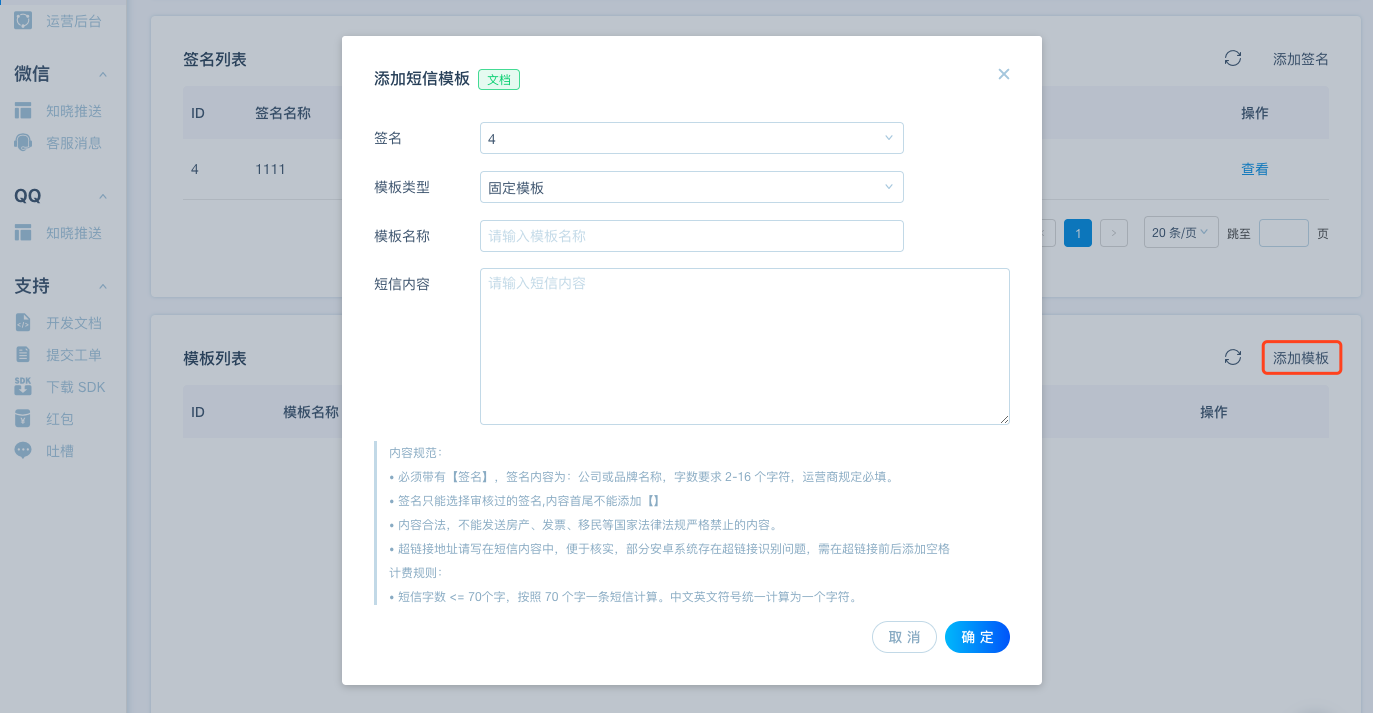 运营后台
微信
知晓推送
客服消息
QQ
知晓推送
支持
开发文档
提交工单
SDK
下载 SDK
红包
吐槽
签名列表
添加签名
ID
签名名称
操作
4
1111
查看
1
20 条/页
跳至
页
模板列表
添加模板
ID
模板名称
操作
添加短信模板
文档
签名
4
模板类型
固定模板
模板名称
请输入模板名称
短信内容
请输入短信内容
内容规范：
• 必须带有【签名】，签名内容为：公司或品牌名称，字数要求 2-16 个字符，运营商规定必填。
• 签名只能选择审核过的签名,内容首尾不能添加【】
• 内容合法，不能发送房产、发票、移民等国家法律法规严格禁止的内容。
• 超链接地址请写在短信内容中，便于核实，部分安卓系统存在超链接识别问题，需在超链接前后添加空格
计费规则：
• 短信字数 <= 70个字，按照 70 个字一条短信计算。中文英文符号统一计算为一个字符。
取 消
确 定